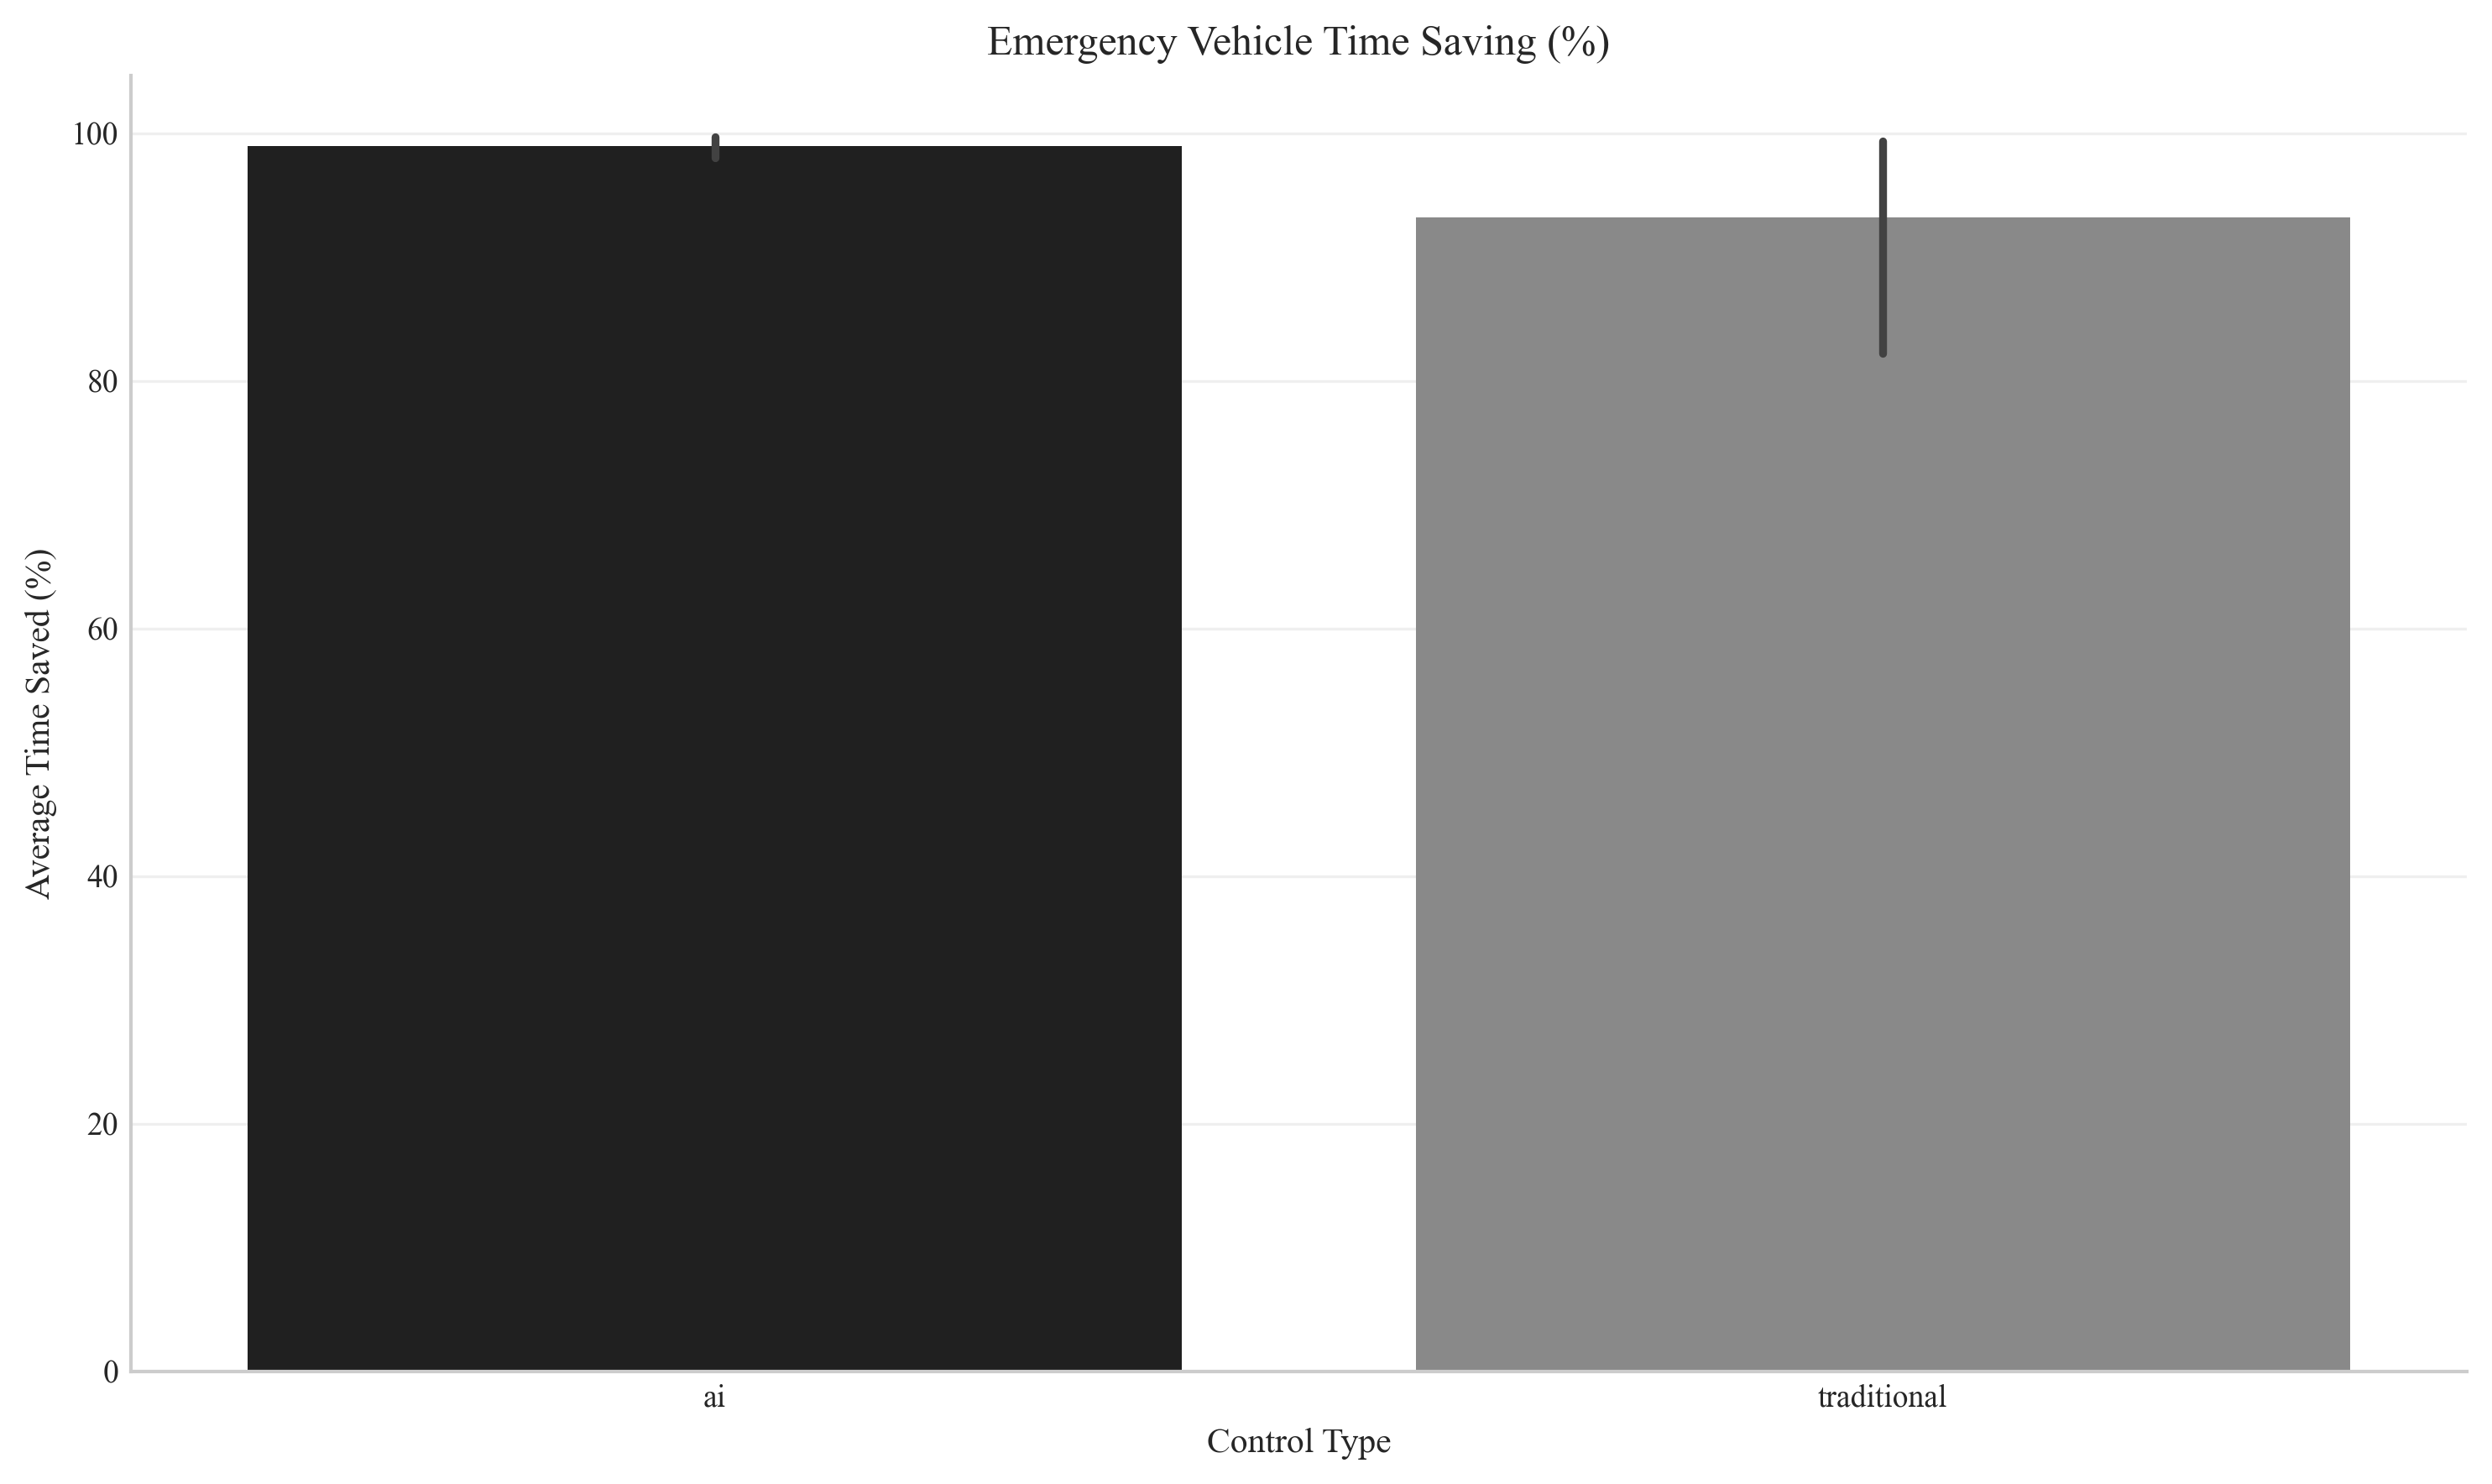 Emergency Vehicle Time Saving (%)
Average Time Saved (%)
100
80
60
40
20
0
ai
traditional
Control Type